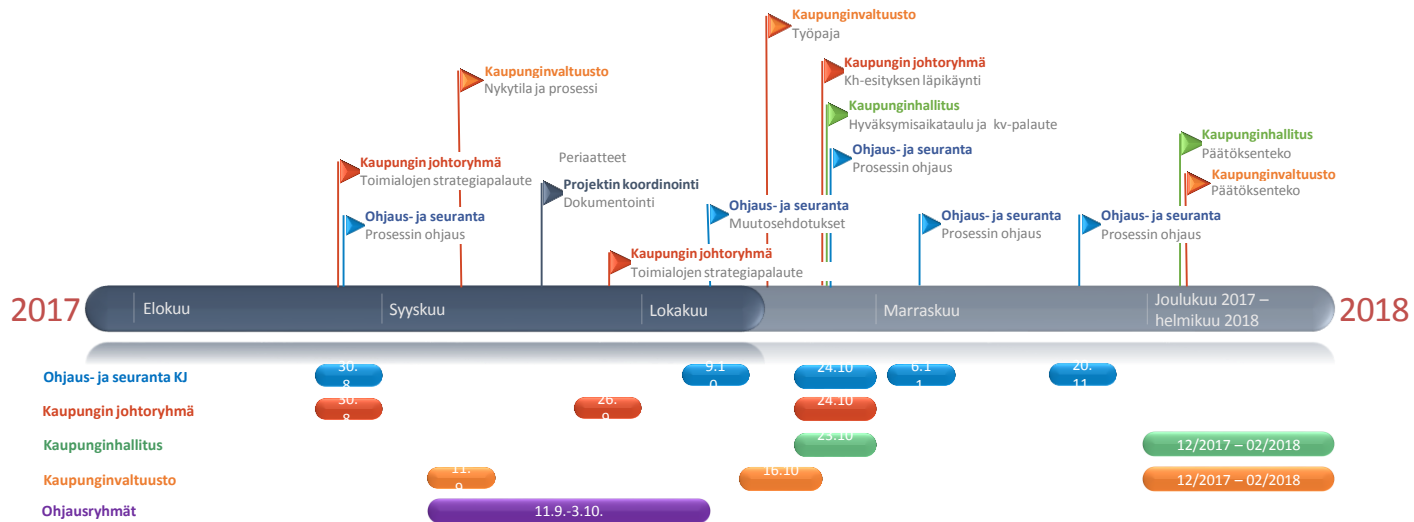 Kaupunginvaltuusto
Työpaja
Kaupungin johtoryhmä
Kh-esityksen läpikäynti
Kaupunginvaltuusto
Nykytila ja prosessi
Kaupunginhallitus
Hyväksymisaikataulu ja kv-palaute
Kaupunginhallitus
Päätöksenteko
Ohjaus- ja seuranta
Prosessin ohjaus
Periaatteet
Kaupungin johtoryhmä
Toimialojen strategiapalaute
Projektin koordinointi
Dokumentointi
Kaupunginvaltuusto
Päätöksenteko
Ohjaus- ja seuranta
Prosessin ohjaus
Ohjaus- ja seuranta
Muutosehdotukset
Ohjaus- ja seuranta
Prosessin ohjaus
Ohjaus- ja seuranta
Prosessin ohjaus
Kaupungin johtoryhmä
Toimialojen strategiapalaute
2017
Elokuu
Syyskuu
Lokakuu
Marraskuu
Joulukuu 2017 –
helmikuu 2018
2018
Ohjaus- ja seuranta KJ
30.
8
9.1
0
24.10
6.1
1
20.
11
Kaupungin johtoryhmä
30.
8
26.
9
24.10
Kaupunginhallitus
23.10
12/2017 – 02/2018
Kaupunginvaltuusto
11.
9
16.10
12/2017 – 02/2018
Ohjausryhmät
11.9.-3.10.